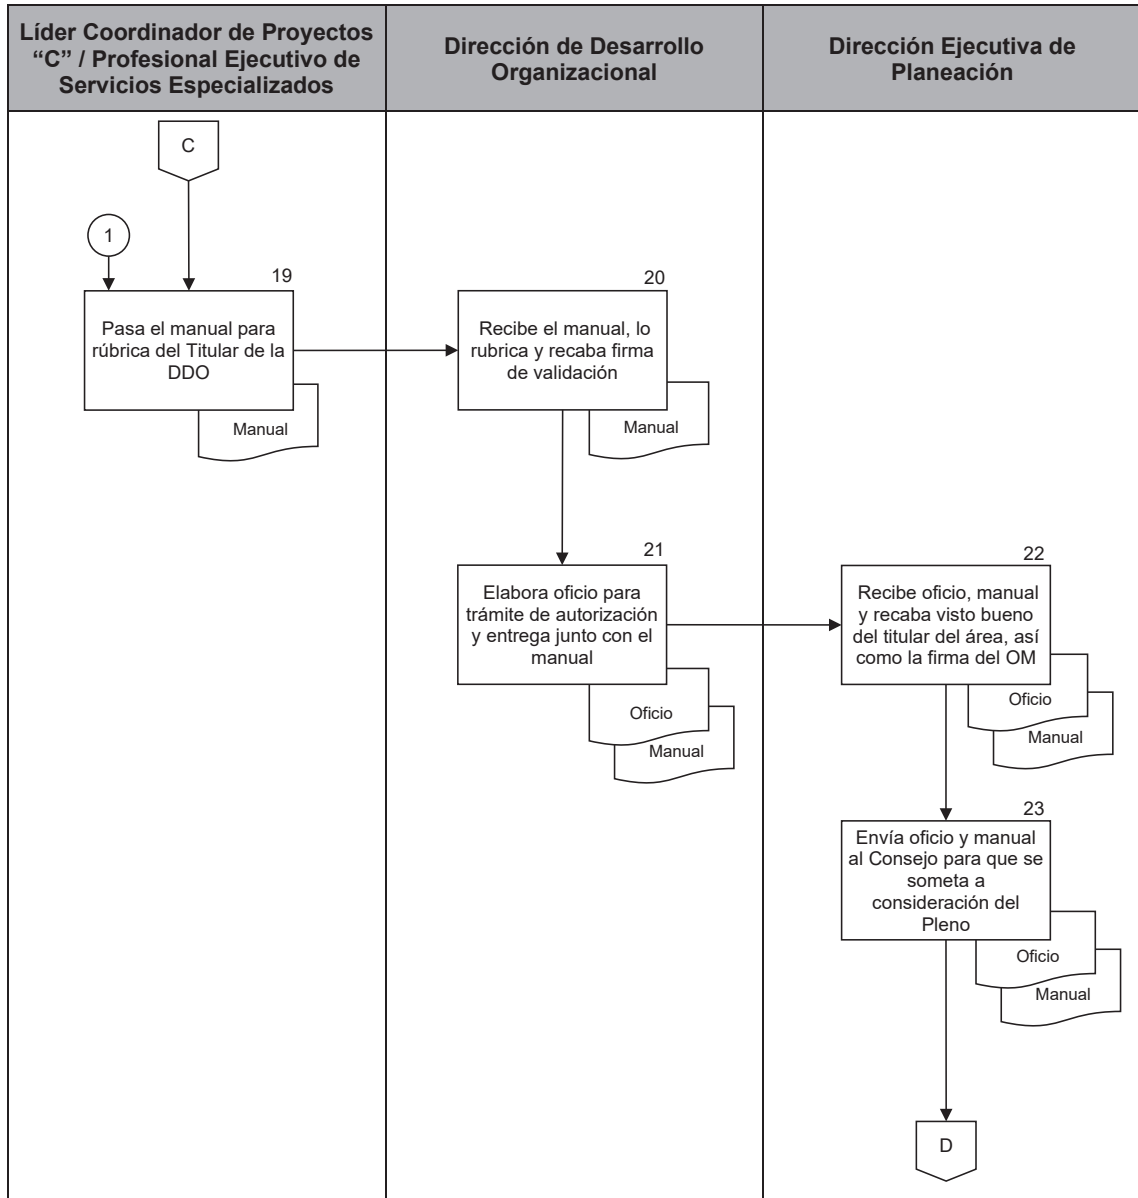 Líder Coordinador de Proyectos
“C” / Profesional Ejecutivo de
Servicios Especializados
Dirección de Desarrollo
Organizacional
Dirección Ejecutiva de
Planeación
C
1
19
Pasa el manual para
rúbrica del Titular de la
DDO
Manual
20
Recibe el manual, lo
rubrica y recaba firma
de validación
Manual
21
Elabora oficio para
trámite de autorización
y entrega junto con el
manual
Oficio
Manual
22
Recibe oficio, manual
y recaba visto bueno
del titular del área, así
como la firma del OM
Oficio
Manual
23
Envía oficio y manual
al Consejo para que se
someta a
consideración del
Pleno
Oficio
Manual
D